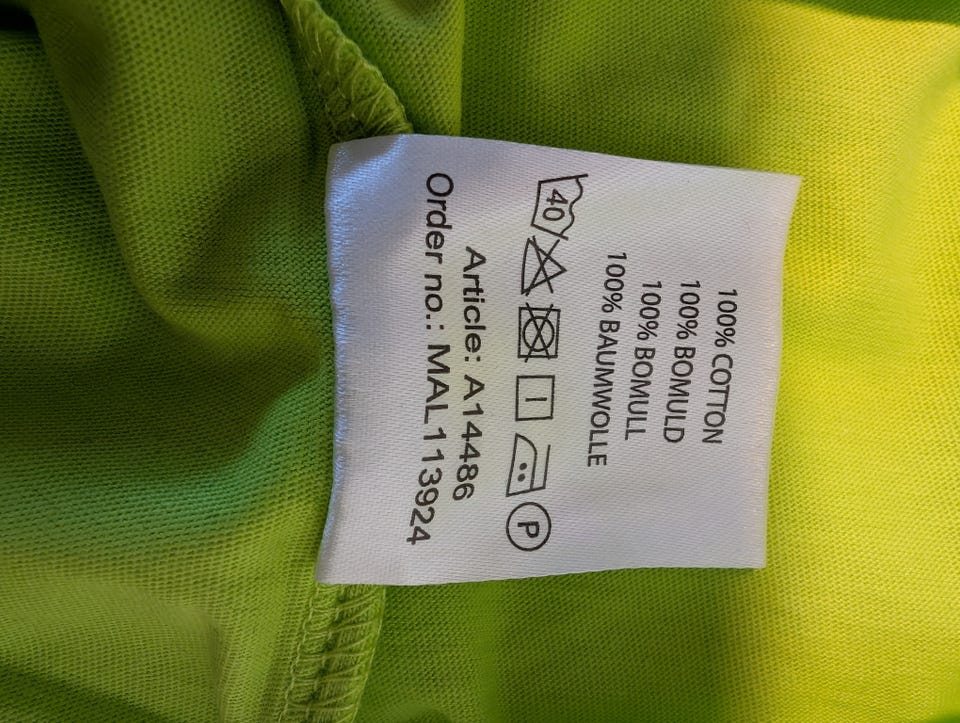 100% COTTON
100% BOMULD
100% BOMULL
100% BAUMWOLLE
40 P
Article: A14486
Order no.: MAL113924